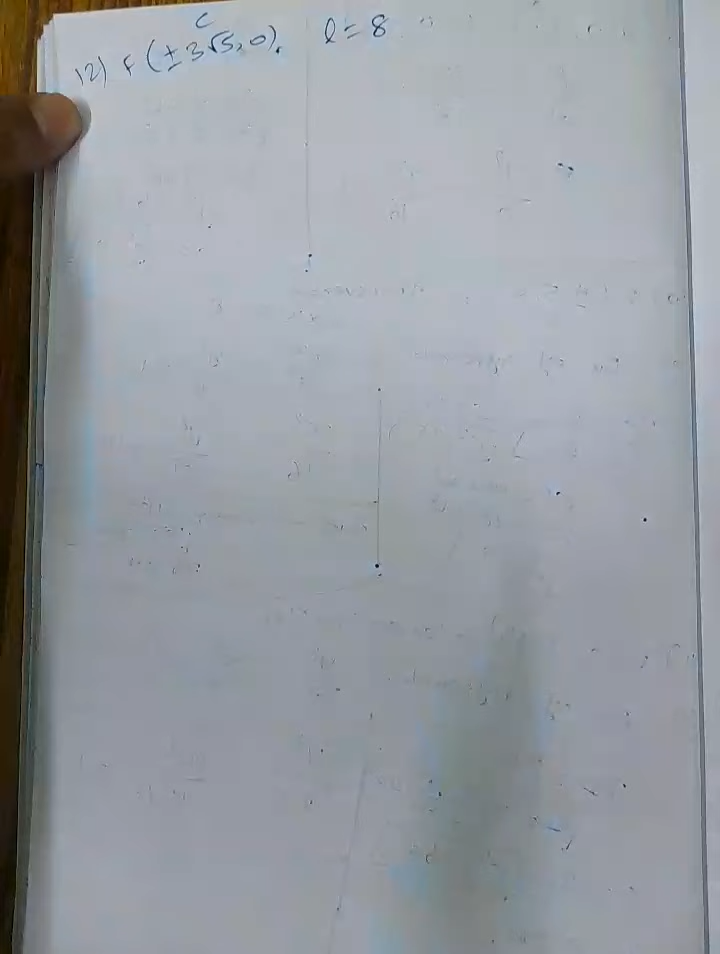 c
12) F (± 3√5, 0). l = 8